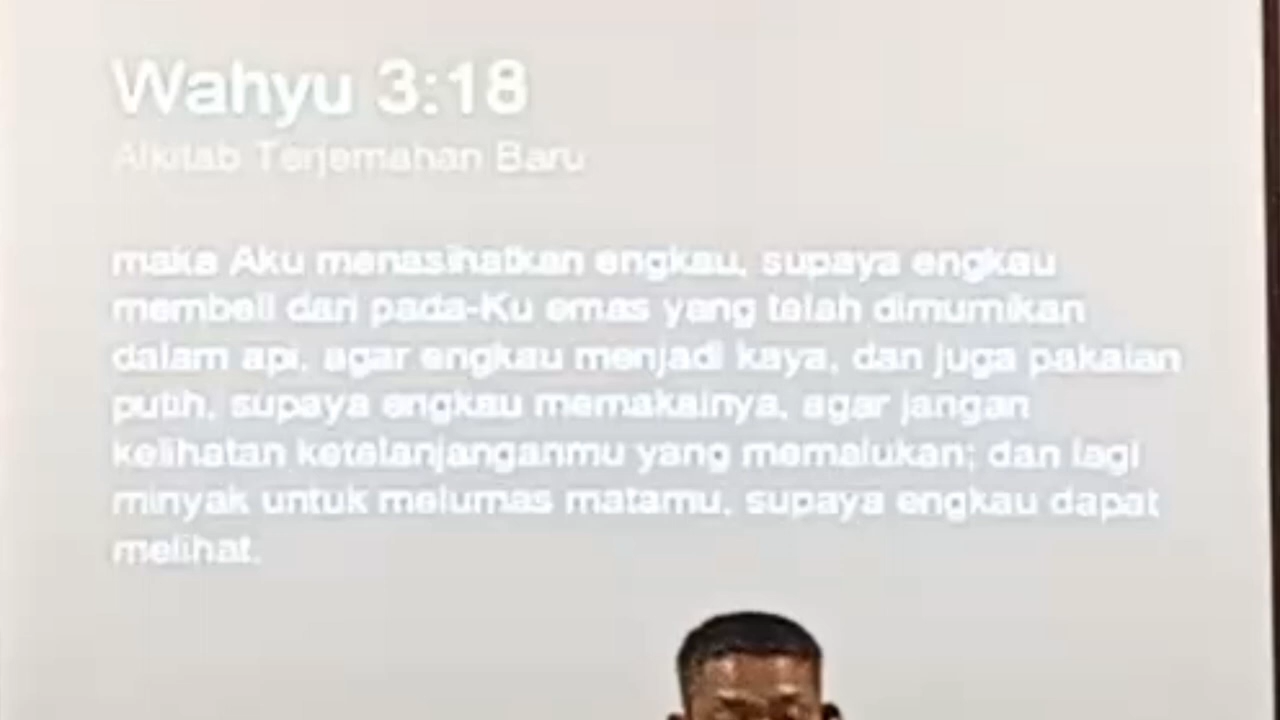 Wahyu 3:18
Alkitab Terjemahan Baru
maka Aku menasihatkan engkau, supaya engkau
membeli dari pada-Ku emas yang telah dimurnikan
dalam api, agar engkau menjadi kaya, dan juga pakaian
putih, supaya engkau memakainya, agar jangan
kelihatan ketelanjanganmu yang memalukan; dan lagi
minyak untuk melumas matamu, supaya engkau dapat
melihat.